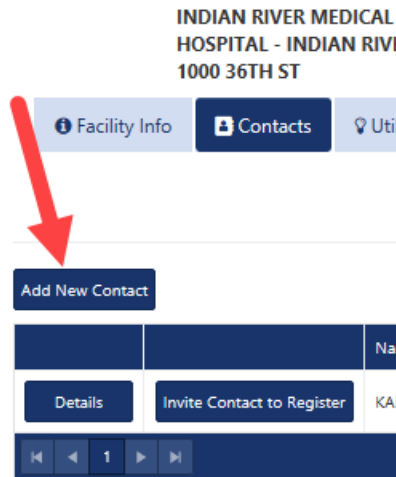 INDIAN RIVER MEDICAL
HOSPITAL - INDIAN
1000 36TH ST
Facility Info Contacts
Add New Contact
Details Invite Contact to Register
1